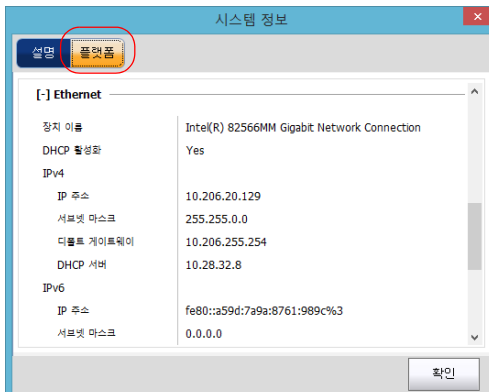 시스템 정보
설명 플랫폼
[-] Ethernet
장치 이름 Intel(R) 82566MM Gigabit Network Connection
DHCP 활성화 Yes
IPv4
IP 주소 10.206.20.129
서브넷 마스크 255.255.0.0
디폴트 게이트웨이 10.206.255.254
DHCP 서버 10.28.32.8
IPv6
IP 주소 fe80::a59d:7a9a:8761:989c%3
서브넷 마스크 0.0.0.0
확인